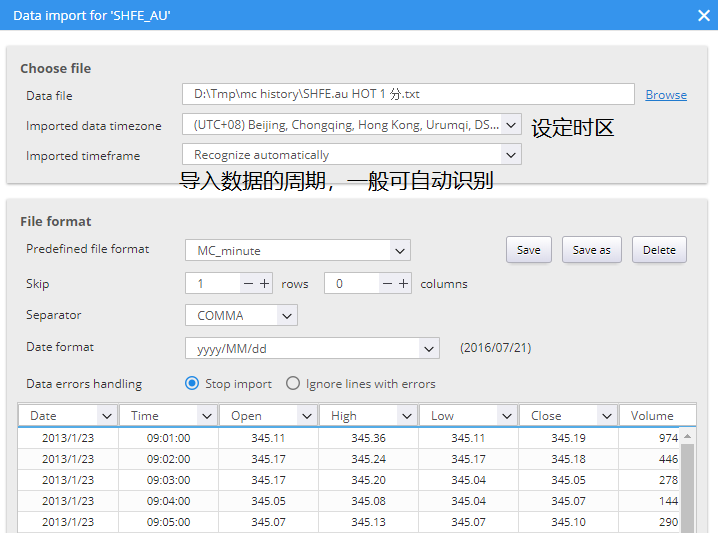 Data import for 'SHFE_AU'
Choose file
Data file D:\Tmp\mc history\SHFE.au HOT 1 分.txt Browse
Imported data timezone (UTC+08) Beijing, Chongqing, Hong Kong, Urumqi, DS... 设定时区
Imported timeframe Recognize automatically
导入数据的周期，一般可自动识别
File format
Predefined file format MC_minute Save Save as Delete
Skip 1 rows 0 columns
Separator COMMA
Date format yyyy/MM/dd (2016/07/21)
Data errors handling Stop import Ignore lines with errors
Date Time Open High Low Close Volume
2013/1/23 09:01:00 345.11 345.36 345.11 345.19 974
2013/1/23 09:02:00 345.17 345.24 345.17 345.18 446
2013/1/23 09:03:00 345.17 345.20 345.04 345.05 278
2013/1/23 09:04:00 345.05 345.08 345.04 345.07 144
2013/1/23 09:05:00 345.07 345.13 345.07 345.10 290